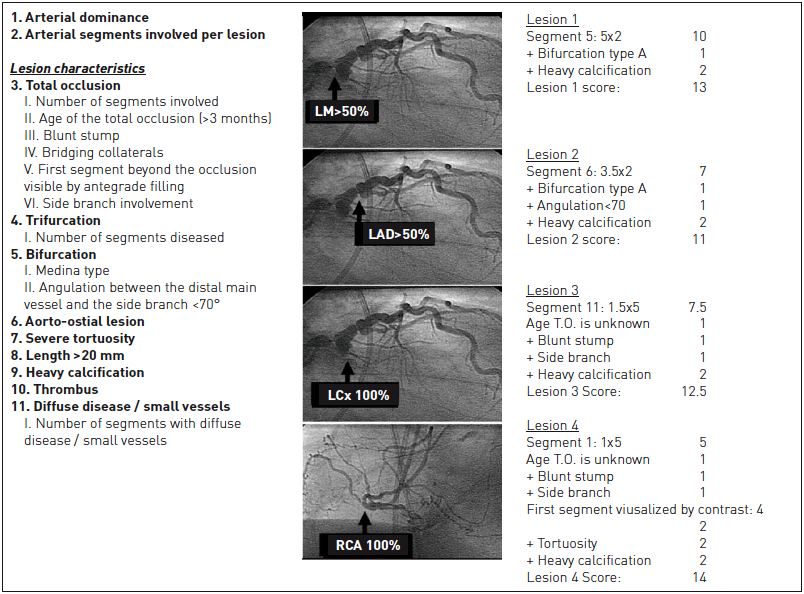 1. Arterial dominance
2. Arterial segments involved per lesion
Lesion characteristics
3. Total occlusion
I. Number of segments involved
II. Age of the total occlusion (>3 months)
III. Blunt stump
IV. Bridging collaterals
V. First segment beyond the occlusion
visible by antegrade filling
VI. Side branch involvement
4. Trifurcation
I. Number of segments diseased
5. Bifurcation
I. Medina type
II. Angulation between the distal main
vessel and the side branch <70°
6. Aorto-ostial lesion
7. Severe tortuosity
8. Length >20 mm
9. Heavy calcification
10. Thrombus
11. Diffuse disease / small vessels
I. Number of segments with diffuse
disease / small vessels
LM>50%
LAD>50%
LCx 100%
RCA 100%
Lesion 1
Segment 5: 5x2 10
+ Bifurcation type A 1
+ Heavy calcification 2
Lesion 1 score: 13
Lesion 2
Segment 6: 3.5x2 7
+ Bifurcation type A 1
+ Angulation<70 1
+ Heavy calcification 2
Lesion 2 score: 11
Lesion 3
Segment 11: 1.5x5 7.5
Age T.O. is unknown 1
+ Blunt stump 1
+ Side branch 1
+ Heavy calcification 2
Lesion 3 Score: 12.5
Lesion 4
Segment 1: 1x5 5
Age T.O. is unknown 1
+ Blunt stump 1
+ Side branch 1
First segment viusalized by contrast: 4
2
+ Tortuosity 2
+ Heavy calcification 2
Lesion 4 Score: 14